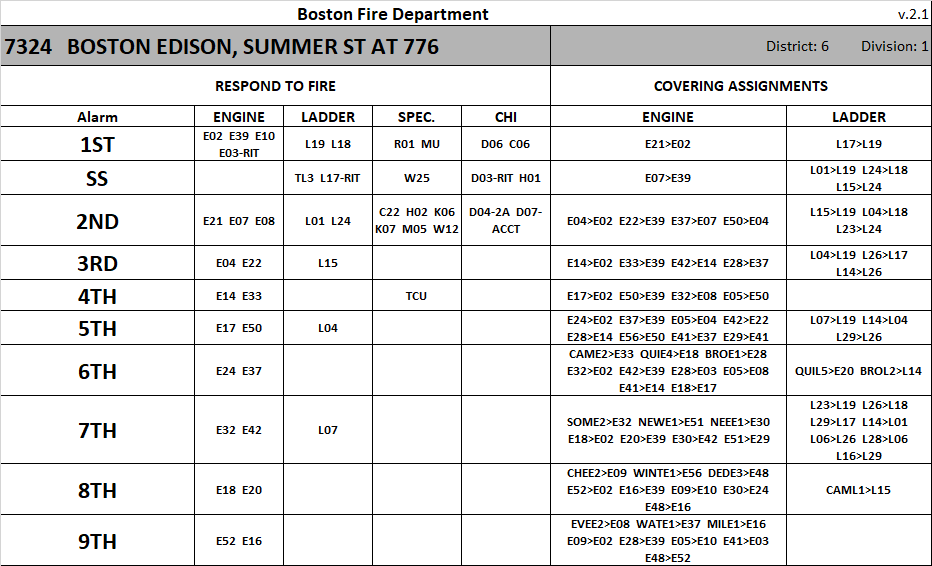 Boston Fire Department v.2.1
7324 BOSTON EDISON, SUMMER ST AT 776 District: 6 Division: 1
RESPOND TO FIRE COVERING ASSIGNMENTS
Alarm ENGINE LADDER SPEC. CHI ENGINE LADDER
1ST
E02 E39 E10
E03-RIT
L19 L18
R01 MU
D06 C06
E21>E02
L17>L19
SS
TL3 L17-RIT
W25
D03-RIT H01
E07>E39
L01>L19 L24>L18
L15>L24
2ND
E21 E07 E08
L01 L24
C22 H02 K06
K07 M05 W12
D04-2A D07-
ACCT
E04>E02 E22>E39 E37>E07 E50>E04
L15>L19 L04>L18
L23>L24
3RD
E04 E22
L15
E14>E02 E33>E39 E42>E14 E28>E37
L04>L19 L26>L17
L14>L26
4TH
E14 E33
TCU
E17>E02 E50>E39 E32>E08 E05>E50
5TH
E17 E50
L04
E24>E02 E37>E39 E05>E04 E42>E22
E28>E14 E56>E50 E41>E37 E29>E41
L07>L19 L14>L04
L29>L26
6TH
E24 E37
CAME2>E33 QUIE4>E18 BROE1>E28
E32>E02 E42>E39 E28>E03 E05>E08
E41>E14 E18>E17
QUIL5>E20 BROL2>L14
7TH
E32 E42
L07
SOME2>E32 NEWE1>E51 NEEE1>E30
E18>E02 E20>E39 E30>E42 E51>E29
L23>L19 L26>L18
L29>L17 L14>L01
L06>L26 L28>L06
L16>L29
8TH
E18 E20
CHEE2>E09 WINTE1>E56 DEDE3>E48
E52>E02 E16>E39 E09>E10 E30>E24
E48>E16
CAML1>L15
9TH
E52 E16
EVEE2>E08 WATE1>E37 MILE1>E16
E09>E02 E28>E39 E05>E10 E41>E03
E48>E52